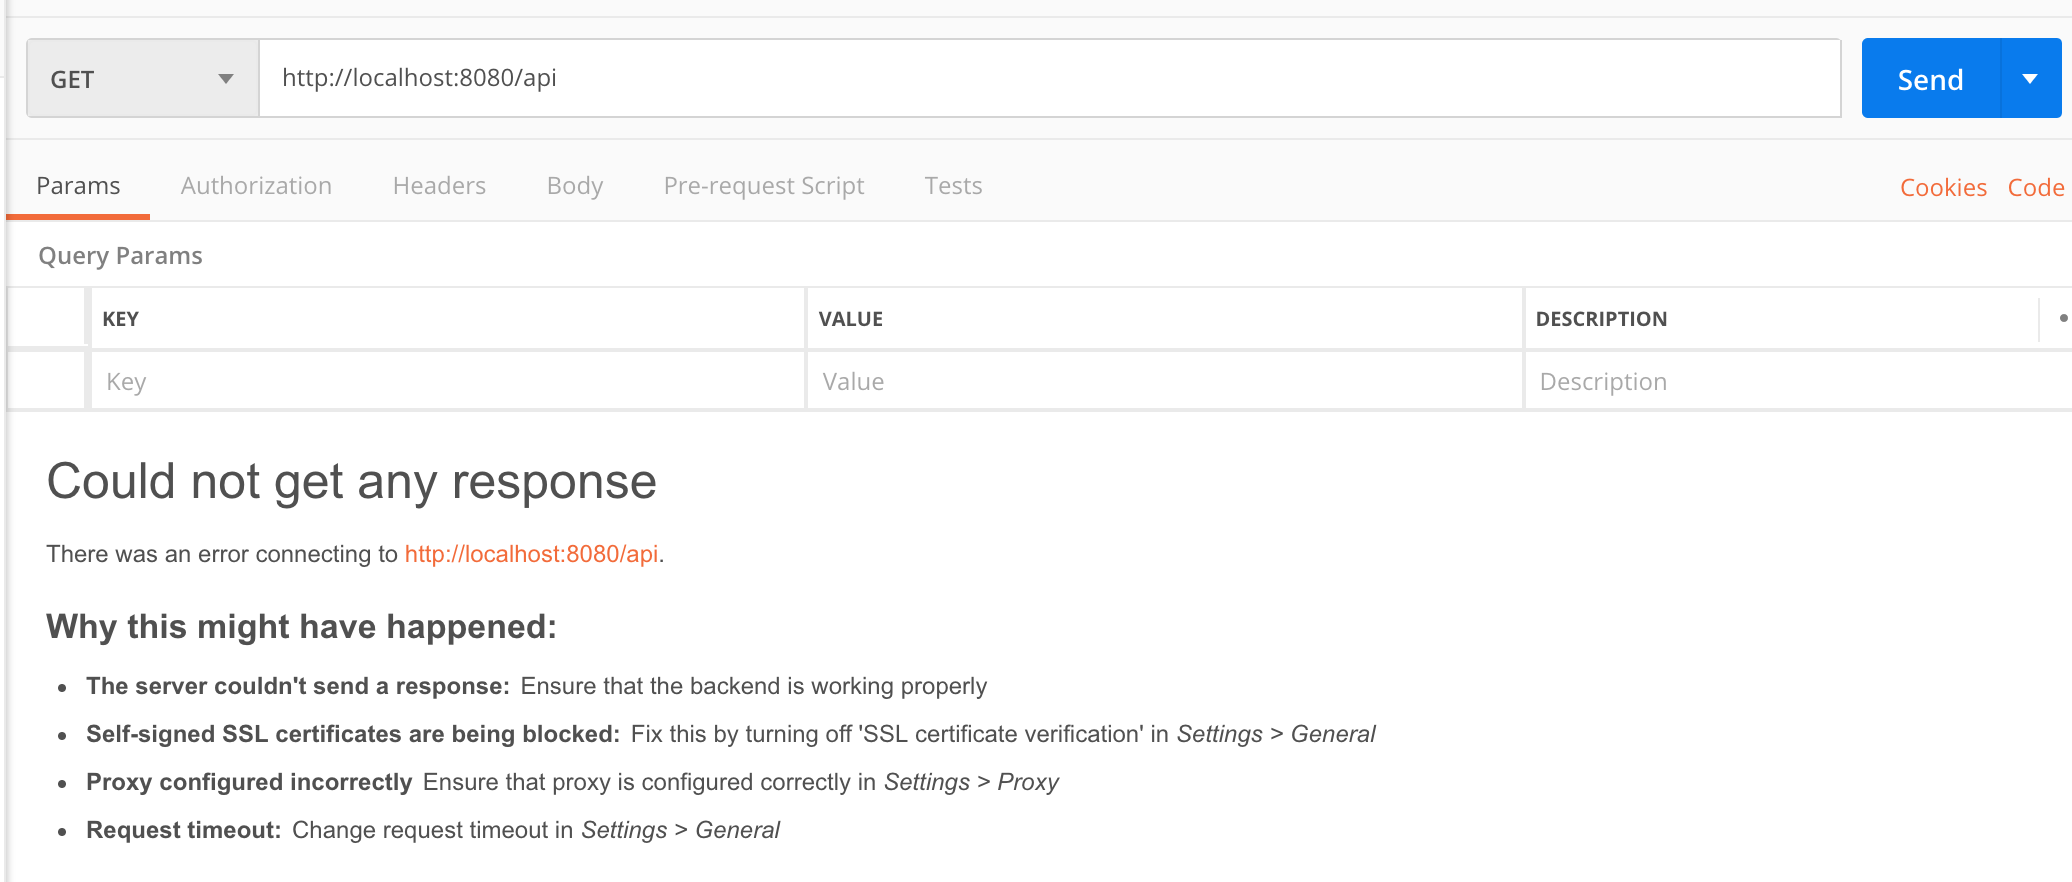 GET http://localhost:8080/api Send
Params Authorization Headers Body Pre-request Script Tests Cookies Code
Query Params
KEY VALUE DESCRIPTION
Key Value Description
Could not get any response
There was an error connecting to http://localhost:8080/api.
Why this might have happened:
• The server couldn't send a response: Ensure that the backend is working properly
• Self-signed SSL certificates are being blocked: Fix this by turning off 'SSL certificate verification' in Settings > General
• Proxy configured incorrectly Ensure that proxy is configured correctly in Settings > Proxy
• Request timeout: Change request timeout in Settings > General